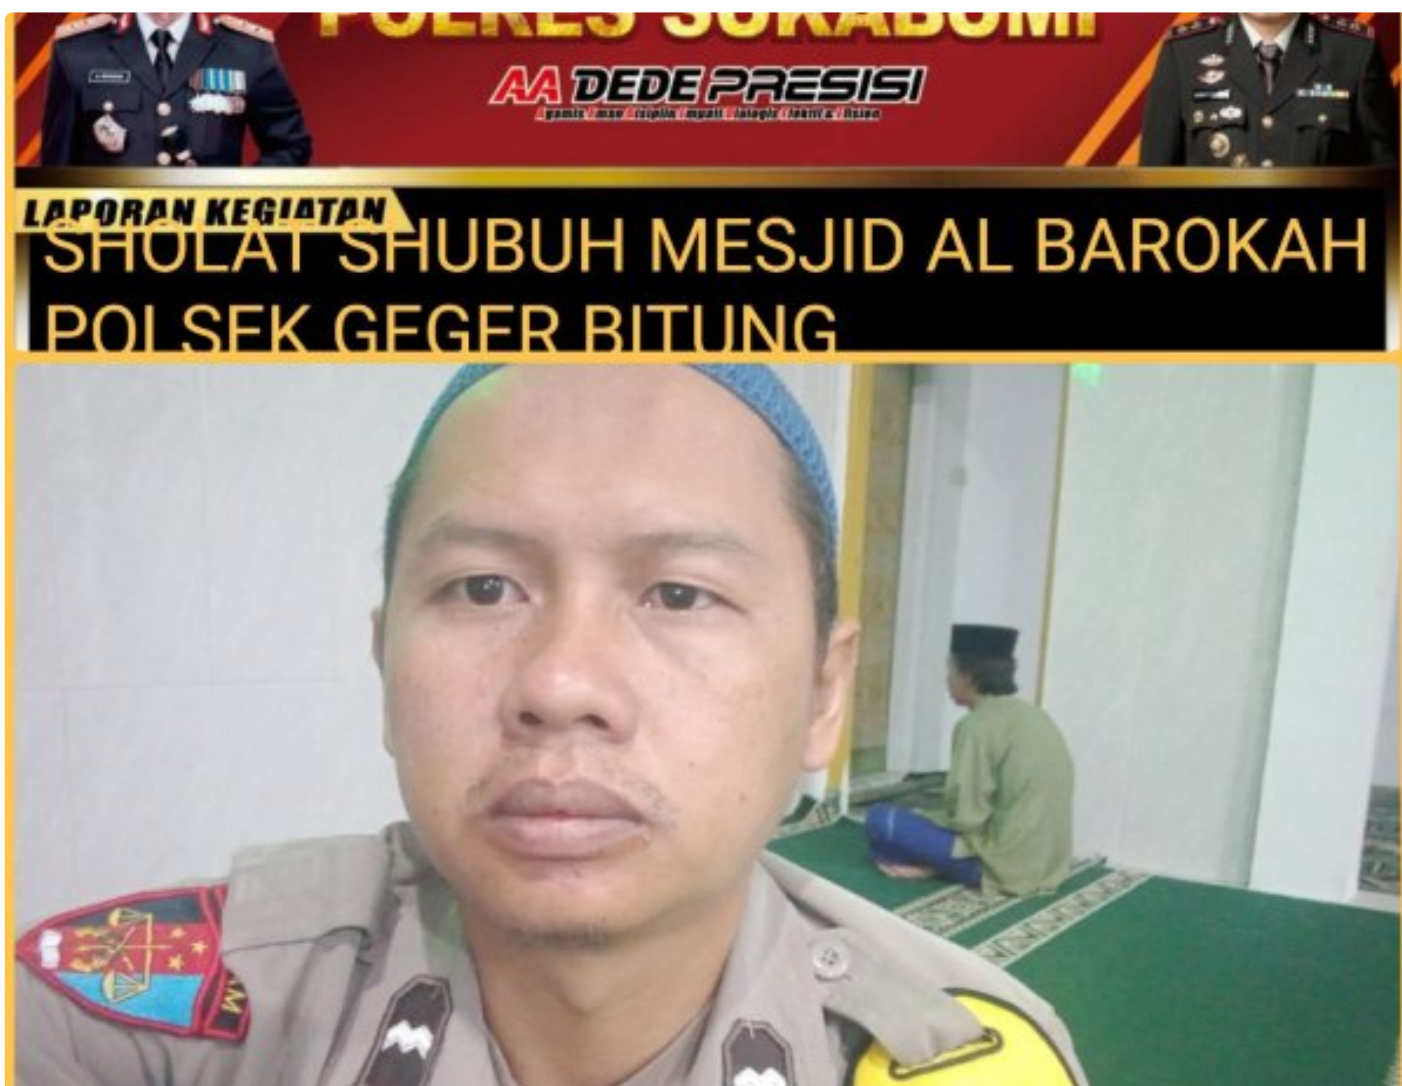 POLRES SUKABUMI
AA DEDE PRESISI
LAPORAN KEGIATAN
SHOLAT SHUBUH MESJID AL BAROKAH
POLSEK GEGER BITUNG